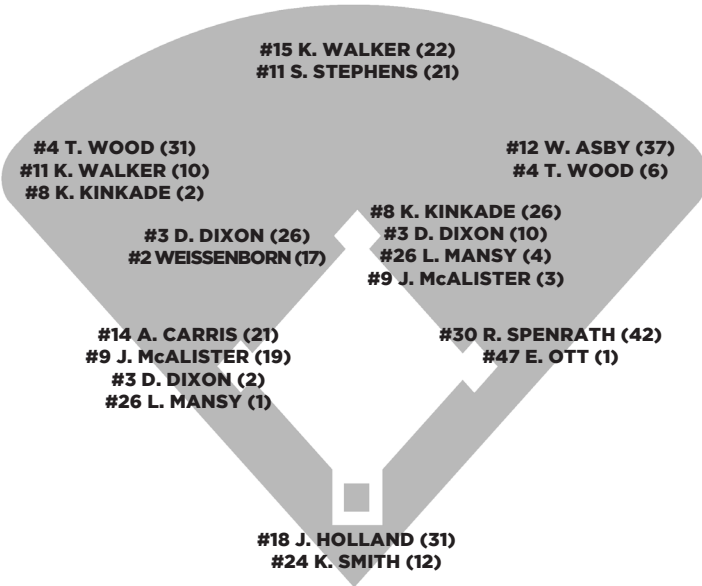 #15 K. WALKER (22)
#11 S. STEPHENS (21)
#4 T. WOOD (31)
#11 K. WALKER (10)
#8 K. KINKADE (2)
#12 W. ASBY (37)
#4 T. WOOD (6)
#3 D. DIXON (26)
#2 WEISSENBORN (17)
#8 K. KINKADE (26)
#3 D. DIXON (10)
#26 L. MANSY (4)
#9 J. McALISTER (3)
#14 A. CARRIS (21)
#9 J. McALISTER (19)
#3 D. DIXON (2)
#26 L. MANSY (1)
#30 R. SPENRATH (42)
#47 E. OTT (1)
#18 J. HOLLAND (31)
#24 K. SMITH (12)